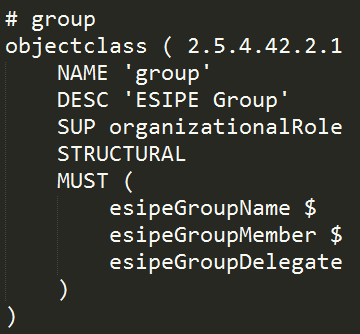 # group
objectclass ( 2.5.4.42.2.1
NAME 'group'
DESC 'ESIPE Group'
SUP organizationalRole
STRUCTURAL
MUST (
esipeGroupName $
esipeGroupMember $
esipeGroupDelegate
)
)